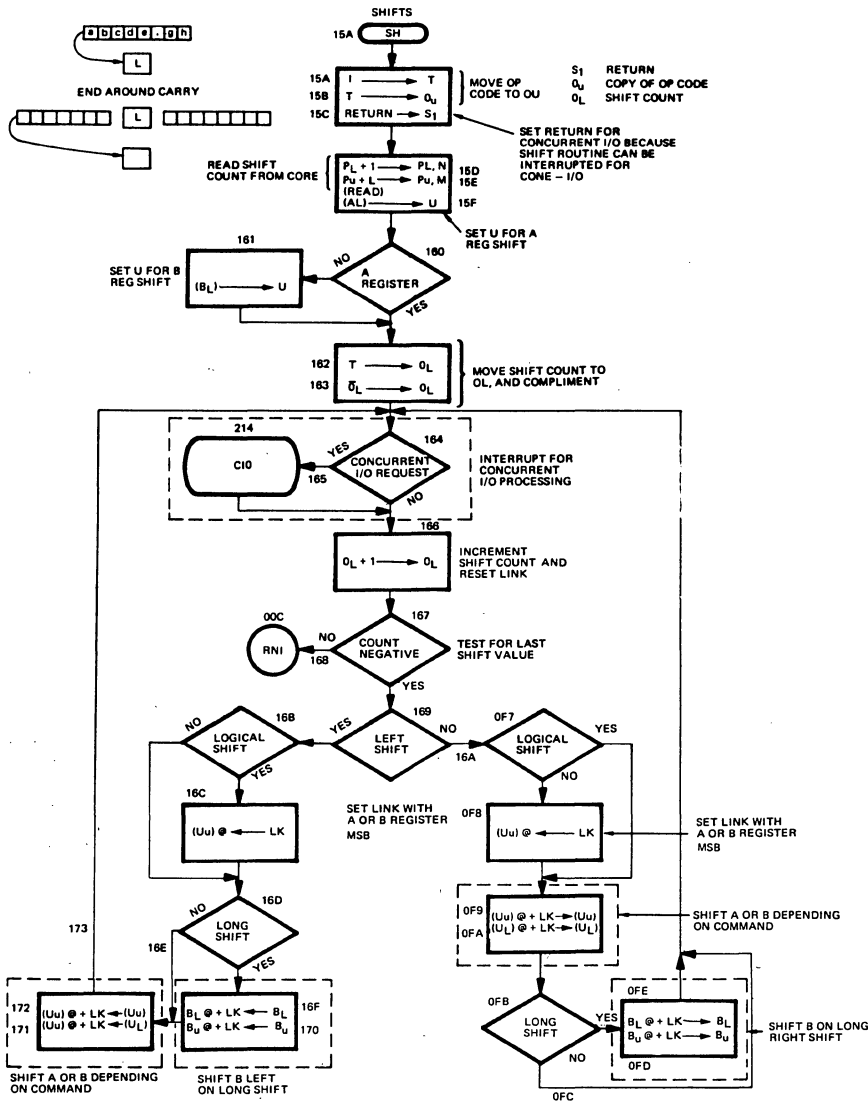 SHIFTS
15A
SH
a b c d e . g h
L
END AROUND CARRY
L
15A I → T
15B T → 0u
15C RETURN → S1
MOVE OP
CODE TO OU
S1 RETURN
0u COPY OF OP CODE
0L SHIFT COUNT
SET RETURN FOR
CONCURRENT I/O BECAUSE
SHIFT ROUTINE CAN BE
INTERRUPTED FOR
CONE – I/O
READ SHIFT
COUNT FROM CORE
PL + 1 → PL, N 15D
Pu + L → Pu, M 15E
(READ)
(AL) → U 15F
SET U FOR A
REG SHIFT
161
SET U FOR B
REG SHIFT
(BL) → U
NO
160
A
REGISTER
YES
162 T → 0L
163 O̅L → 0L
MOVE SHIFT COUNT TO
OL, AND COMPLIMENT
214
CI0
YES
165
164
CONCURRENT
I/O REQUEST
NO
INTERRUPT FOR
CONCURRENT
I/O PROCESSING
166
0L + 1 → 0L
INCREMENT
SHIFT COUNT AND
RESET LINK
00C
RNI
NO
168
167
COUNT
NEGATIVE
YES
TEST FOR LAST
SHIFT VALUE
NO
16B
LOGICAL
SHIFT
YES
YES
169
LEFT
SHIFT
NO
16A
0F7
LOGICAL
SHIFT
YES
NO
16C
(Uu) @ ← LK
SET LINK WITH
A OR B REGISTER
MSB
0F8
(Uu) @ ← LK
SET LINK WITH
A OR B REGISTER
MSB
NO
16D
LONG
SHIFT
YES
173
16E
0F9 (Uu) @ + LK → (Uu)
0FA (UL) @ + LK → (UL)
SHIFT A OR B DEPENDING
ON COMMAND
172 (Uu) @ + LK ← (Uu)
171 (Uu) @ + LK ← (UL)
BL @ + LK ← BL 16F
Bu @ + LK ← Bu 170
SHIFT A OR B DEPENDING
ON COMMAND
SHIFT B LEFT
ON LONG SHIFT
0FB
LONG
SHIFT
YES
NO
0FE
BL @ + LK → BL
Bu @ + LK → Bu
0FD
SHIFT B ON LONG
RIGHT SHIFT
0FC